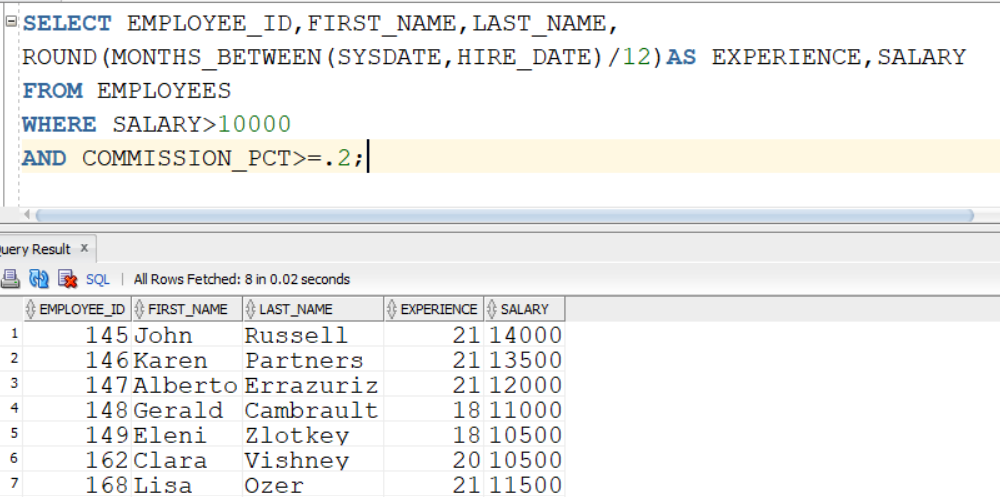 SELECT EMPLOYEE_ID,FIRST_NAME,LAST_NAME,
ROUND(MONTHS_BETWEEN(SYSDATE,HIRE_DATE)/12)AS EXPERIENCE,SALARY
FROM EMPLOYEES
WHERE SALARY>10000
AND COMMISSION_PCT>=.2;
uery Result x
SQL | All Rows Fetched: 8 in 0.02 seconds
EMPLOYEE_ID FIRST_NAME LAST_NAME EXPERIENCE SALARY
1 145 John Russell 21 14000
2 146 Karen Partners 21 13500
3 147 Alberto Errazuriz 21 12000
4 148 Gerald Cambrault 18 11000
5 149 Eleni Zlotkey 18 10500
6 162 Clara Vishney 20 10500
7 168 Lisa Ozer 21 11500